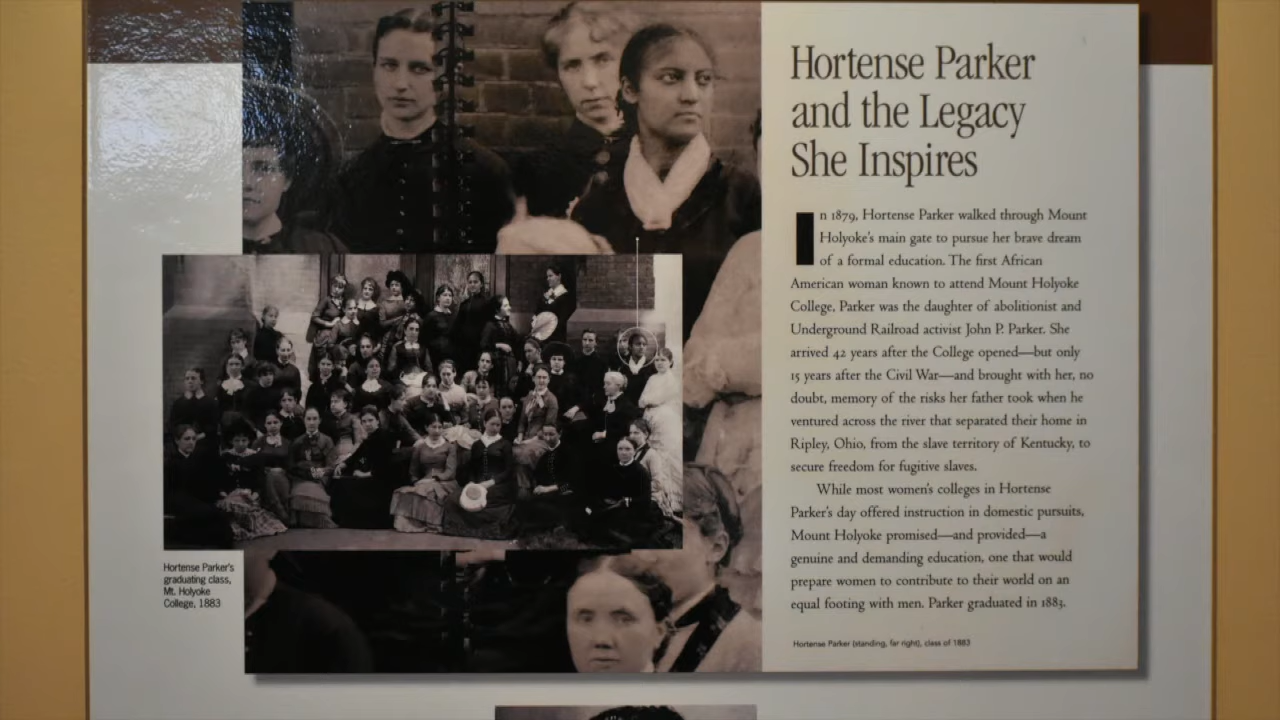 Hortense Parker
and the Legacy
She Inspires
In 1879, Hortense Parker walked through Mount
Holyoke's main gate to pursue her brave dream
of a formal education. The first African
American woman known to attend Mount Holyoke
College, Parker was the daughter of abolitionist and
Underground Railroad activist John P. Parker. She
arrived 42 years after the College opened—but only
15 years after the Civil War—and brought with her, no
doubt, memory of the risks her father took when he
ventured across the river that separated their home in
Ripley, Ohio, from the slave territory of Kentucky, to
secure freedom for fugitive slaves.
While most women's colleges in Hortense
Parker's day offered instruction in domestic pursuits,
Mount Holyoke promised—and provided—a
genuine and demanding education, one that would
prepare women to contribute to their world on an
equal footing with men. Parker graduated in 1883.
Hortense Parker (standing, far right), class of 1883
Hortense Parker's
graduating class,
Mt. Holyoke
College, 1883